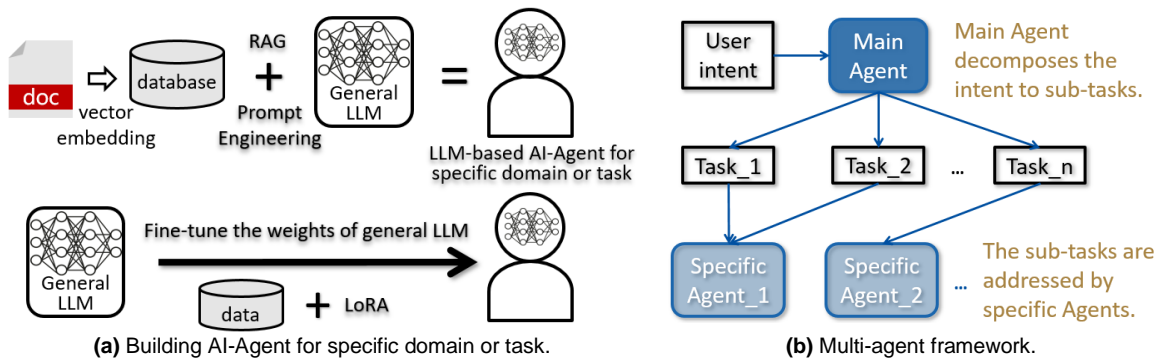 doc
vector
embedding
database
RAG
+
Prompt
Engineering
General
LLM
=
LLM-based AI-Agent for
specific domain or task
General
LLM
Fine-tune the weights of general LLM
data
+
LoRA
(a) Building AI-Agent for specific domain or task.
User
intent
Main
Agent
Main Agent
decomposes the
intent to sub-tasks.
Task_1
Task_2
...
Task_n
Specific
Agent_1
Specific
Agent_2
...
The sub-tasks are
addressed by
specific Agents.
(b) Multi-agent framework.